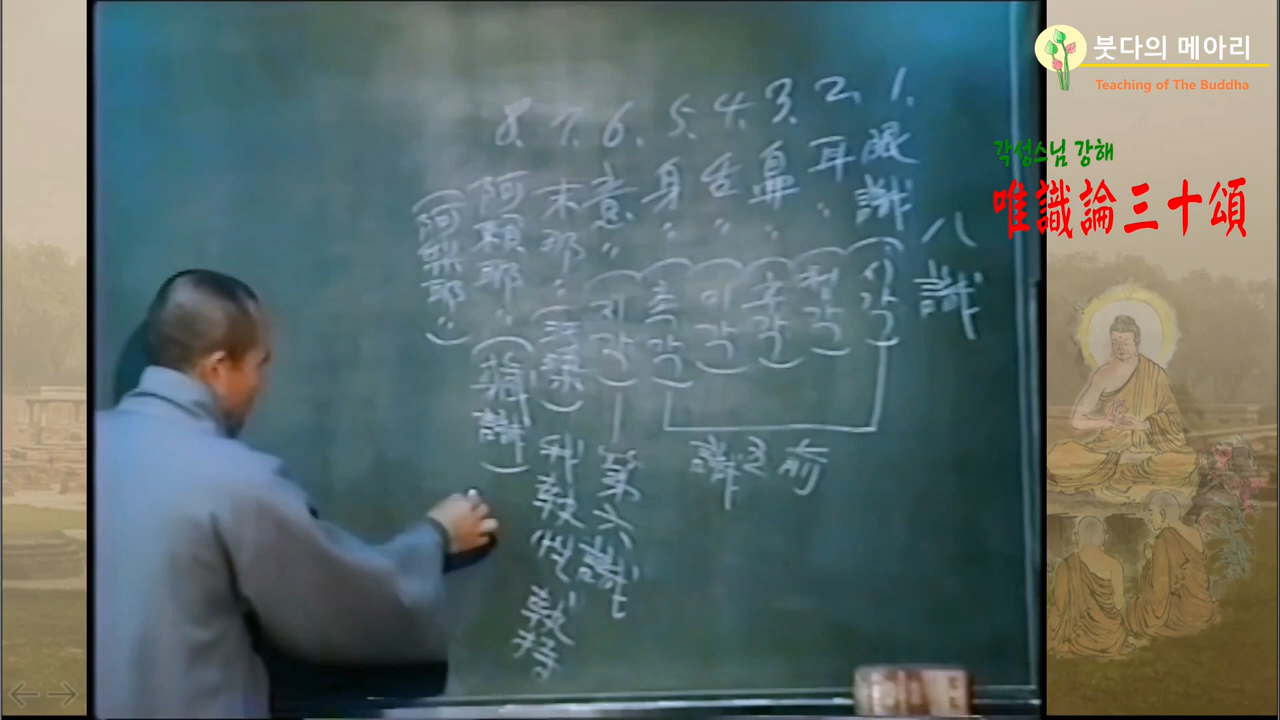 붓다의 메아리
Teaching of The Buddha
각성스님 강해
唯識論三十頌
八識
1. 眼識 (시각)
2. 耳〃 (청각)
3. 鼻〃 (후각)
4. 舌〃 (미각)
5. 身〃 (촉각)
前五識
6. 意〃 (지각)
第六識
7. 末那〃 (染)
我執 執持
8. 阿賴耶〃 (藏識)
(阿梨耶〃)